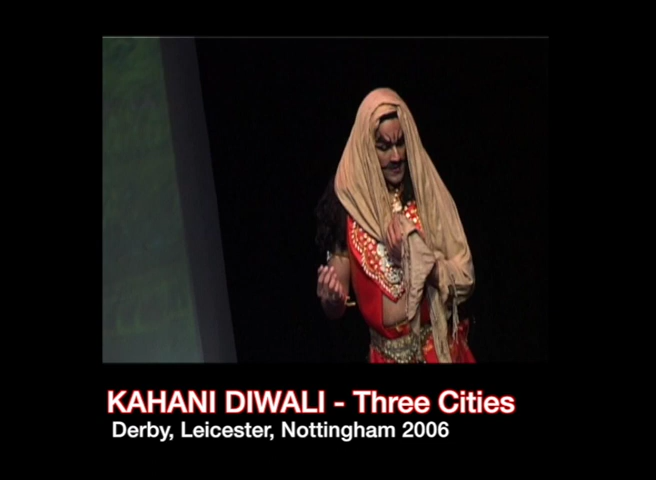 KAHANI DIWALI - Three Cities
Derby, Leicester, Nottingham 2006